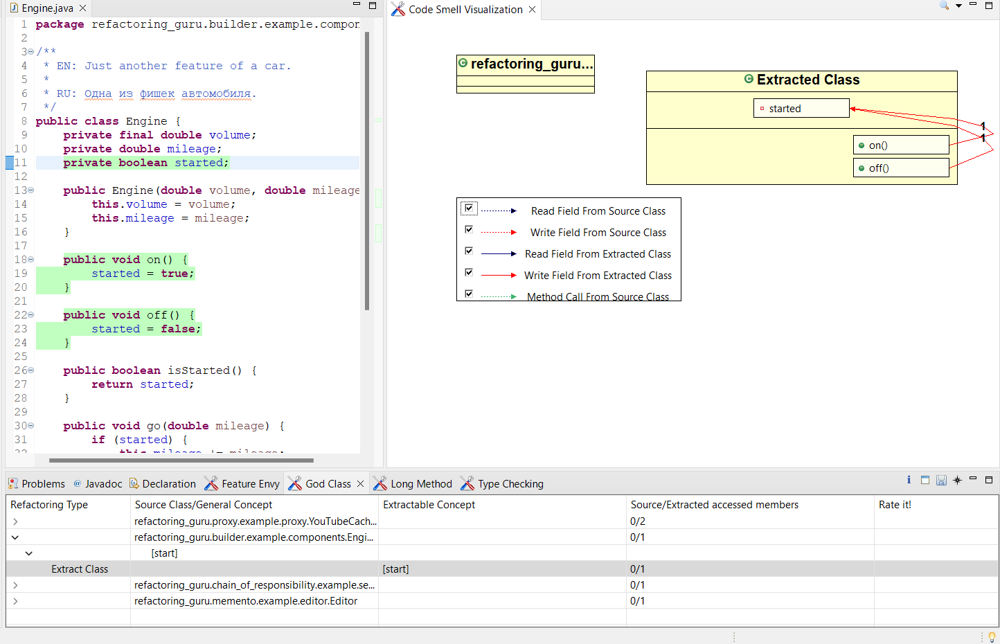 Engine.java
1 package refactoring_guru.builder.example.compon
2
3 /**
4  * EN: Just another feature of a car.
5  *
6  * RU: Одна из фишек автомобиля.
7  */
8 public class Engine {
9     private final double volume;
10     private double mileage;
11     private boolean started;
12
13     public Engine(double volume, double mileage
14         this.volume = volume;
15         this.mileage = mileage;
16     }
17
18     public void on() {
19         started = true;
20     }
21
22     public void off() {
23         started = false;
24     }
25
26     public boolean isStarted() {
27         return started;
28     }
29
30     public void go(double mileage) {
31         if (started) {
32             this.mileage += mileage;
Code Smell Visualization
refactoring_guru...
Extracted Class
started
1
1
on()
off()
Read Field From Source Class
Write Field From Source Class
Read Field From Extracted Class
Write Field From Extracted Class
Method Call From Source Class
Problems @ Javadoc Declaration Feature Envy God Class Long Method Type Checking
Refactoring Type Source Class/General Concept Extractable Concept Source/Extracted accessed members Rate it!
refactoring_guru.proxy.example.proxy.YouTubeCach... 0/2
refactoring_guru.builder.example.components.Engi... 0/1
[start]
Extract Class [start] 0/1
refactoring_guru.chain_of_responsibility.example.se... 0/1
refactoring_guru.memento.example.editor.Editor 0/1